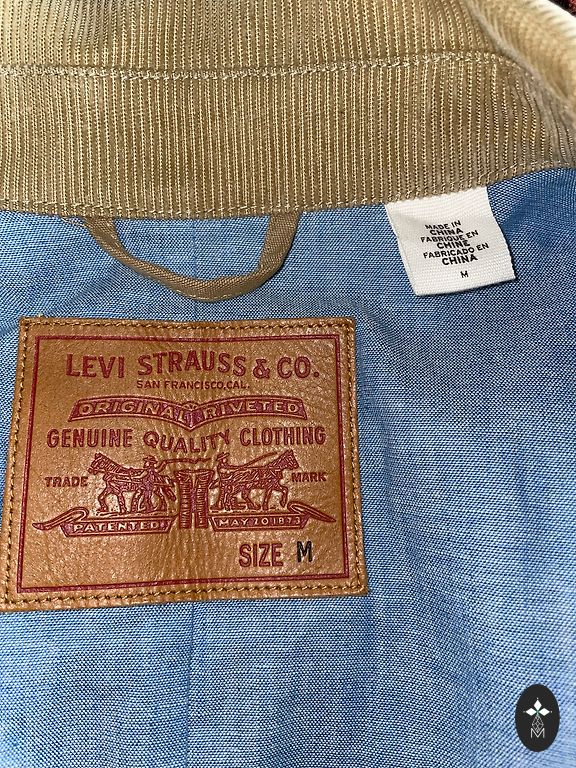 MADE IN
CHINA
FABRIQUE EN
CHINE
FABRICADO EN
CHINA
M
LEVI STRAUSS & CO.
SAN FRANCISCO, CAL.
ORIGINAL RIVETED
GENUINE QUALITY CLOTHING
TRADE MARK
PATENTED MAY 20 1873
SIZE M
M